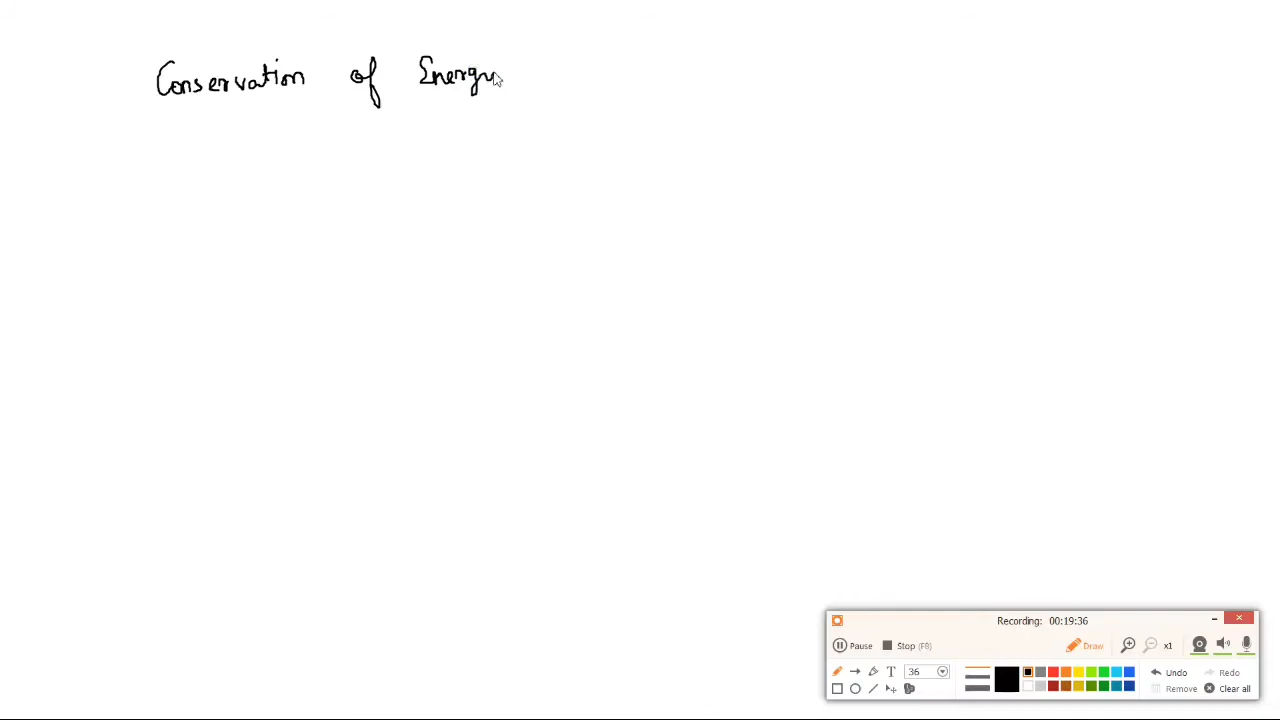 Conservation of Energy
Recording: 00:19:36
Pause Stop (F8) Draw x1
T 36 Undo Redo
Remove Clear all